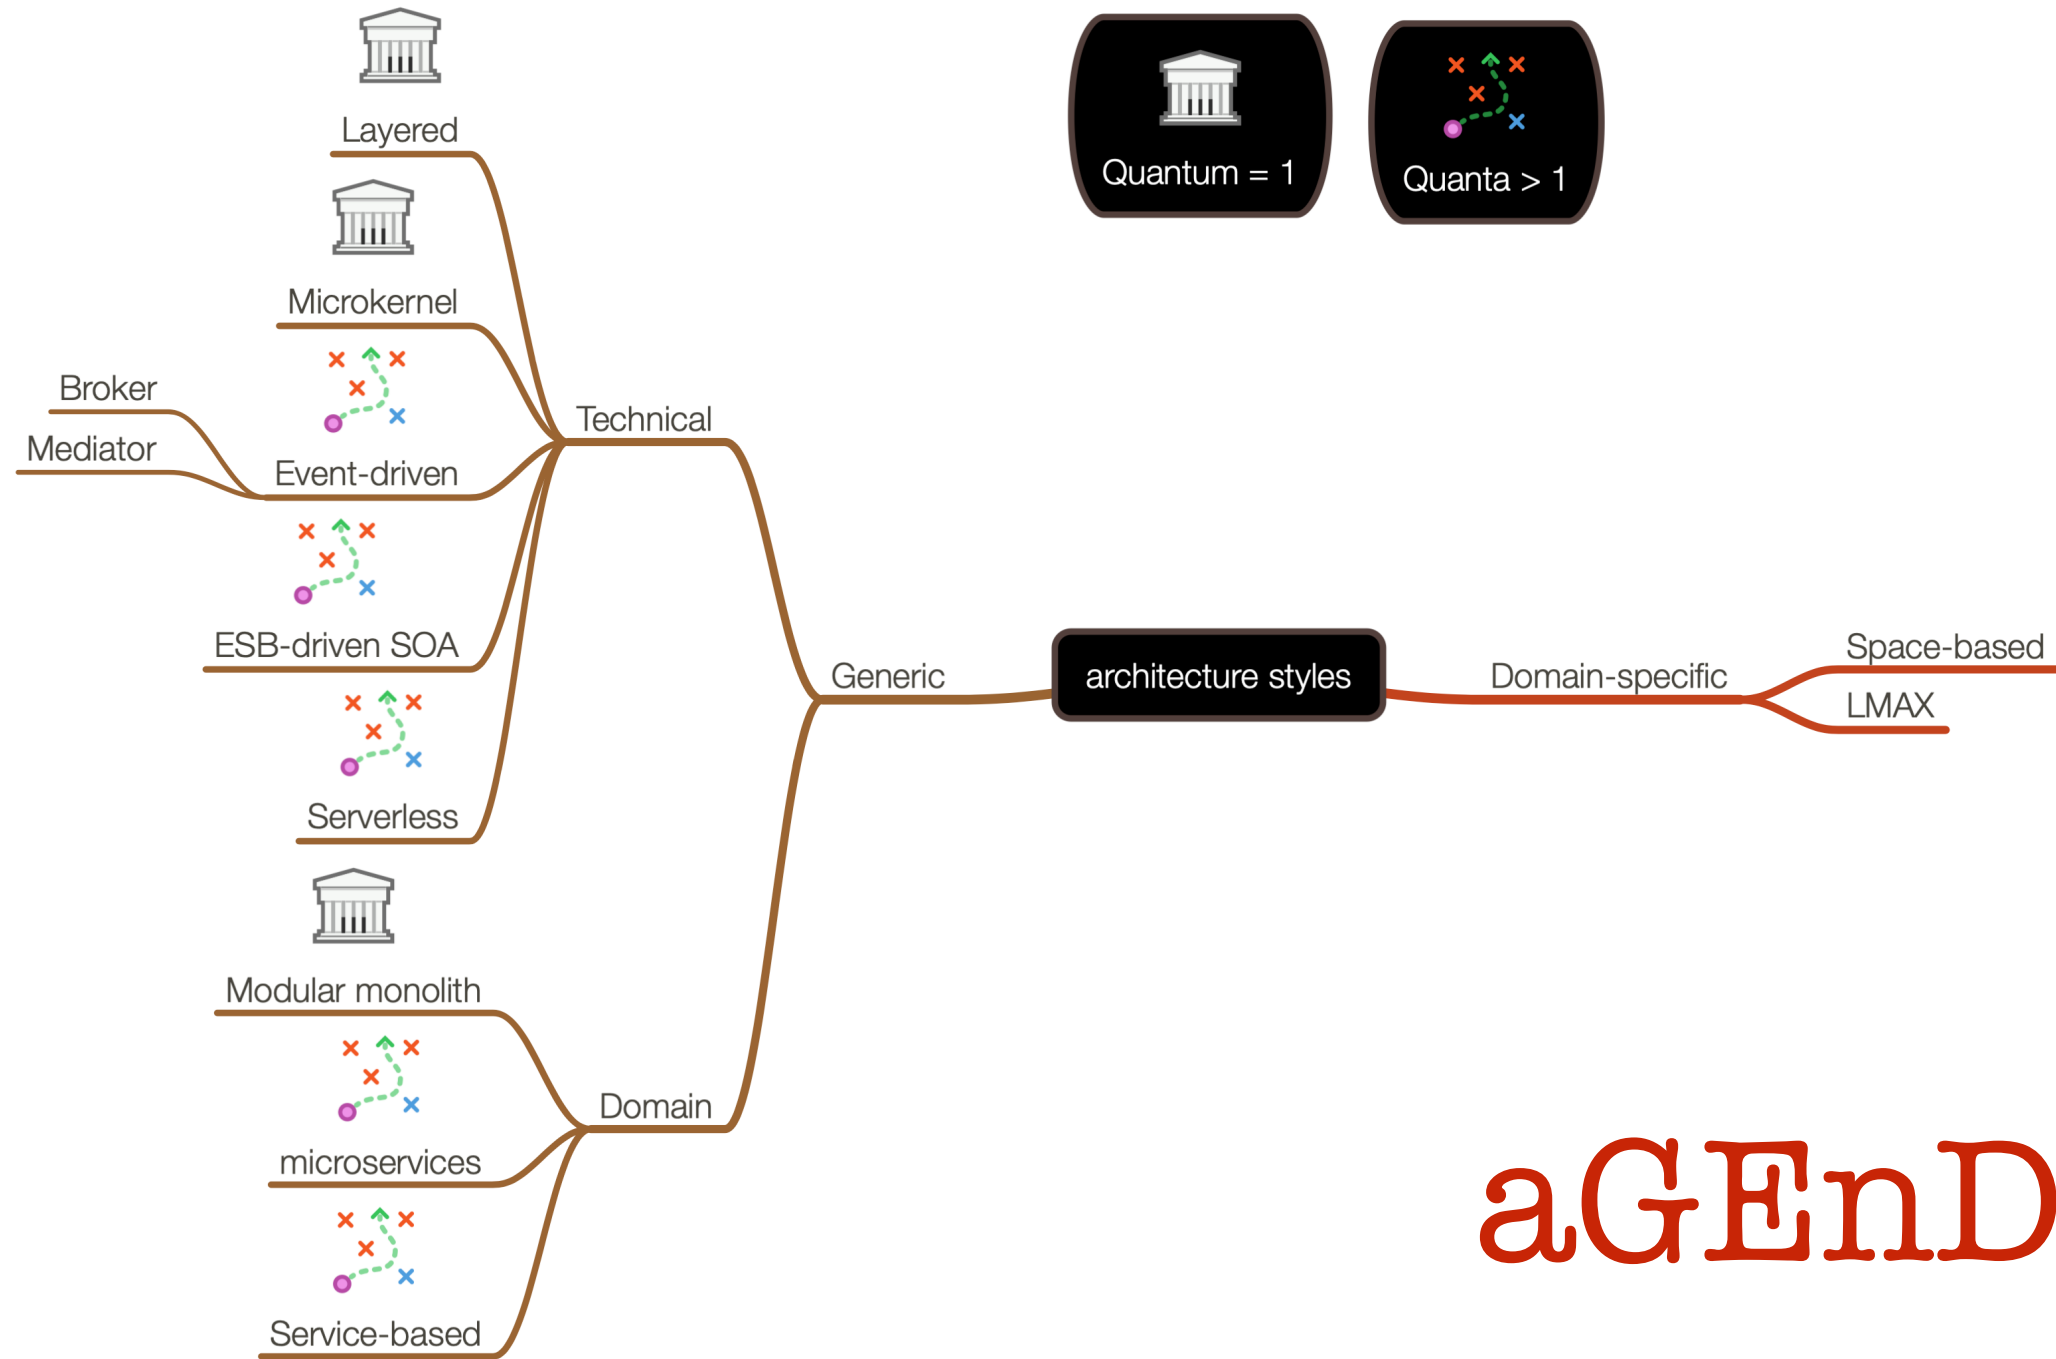 Quantum = 1
Quanta > 1
Layered
Microkernel
Broker
Mediator
Event-driven
Technical
ESB-driven SOA
Serverless
Generic
architecture styles
Domain-specific
Space-based
LMAX
Modular monolith
Domain
microservices
Service-based
aGEnD